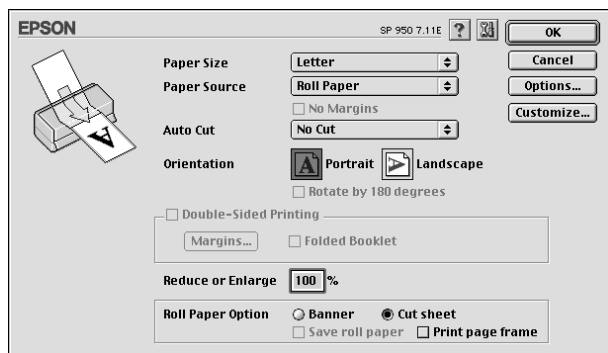 EPSON
SP 950 7.11E
OK
Paper Size Letter
Cancel
Paper Source Roll Paper
Options...
No Margins
Customize...
Auto Cut No Cut
Orientation A Portrait A Landscape
Rotate by 180 degrees
Double-Sided Printing
Margins... Folded Booklet
Reduce or Enlarge 100 %
Roll Paper Option Banner Cut sheet
Save roll paper Print page frame
A